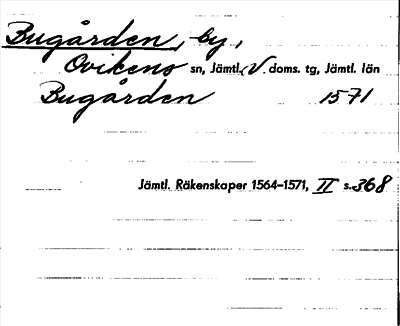 Bugården, by,
Ovikens sn, Jämtl. V. doms. tg, Jämtl. län
Bugården 1571
Jämtl. Räkenskaper 1564–1571, II s. 368